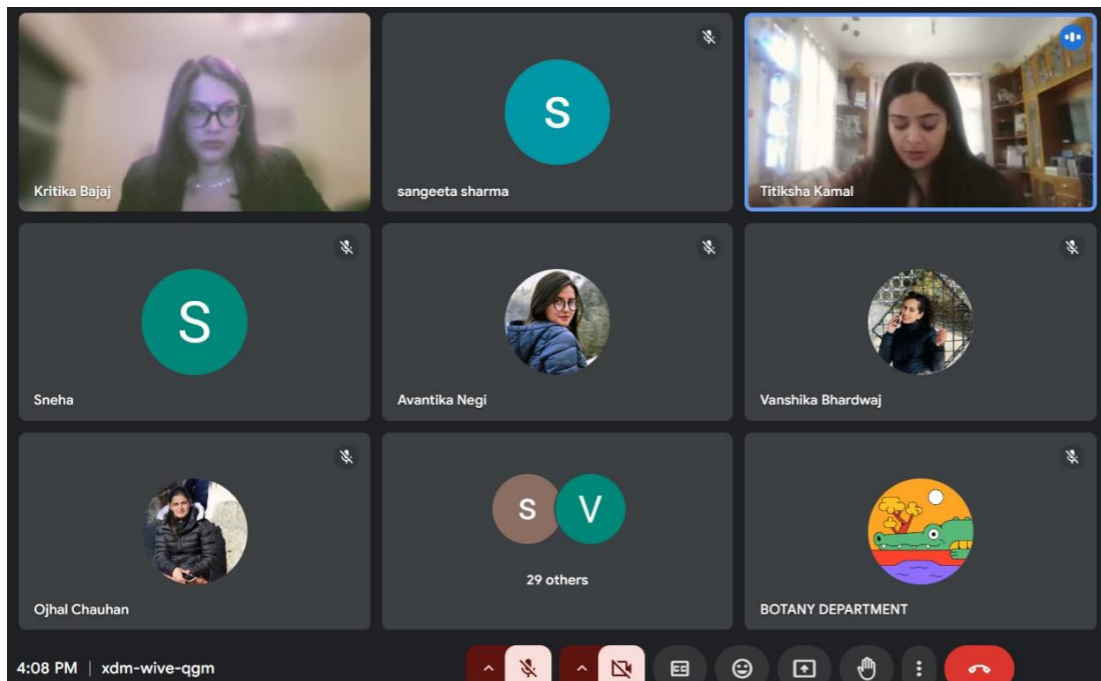 Kritika Bajaj
S
sangeeta sharma
Titiksha Kamal
S
Sneha
Avantika Negi
Vanshika Bhardwaj
Ojhal Chauhan
S V
29 others
BOTANY DEPARTMENT
4:08 PM | xdm-wive-qgm
CC